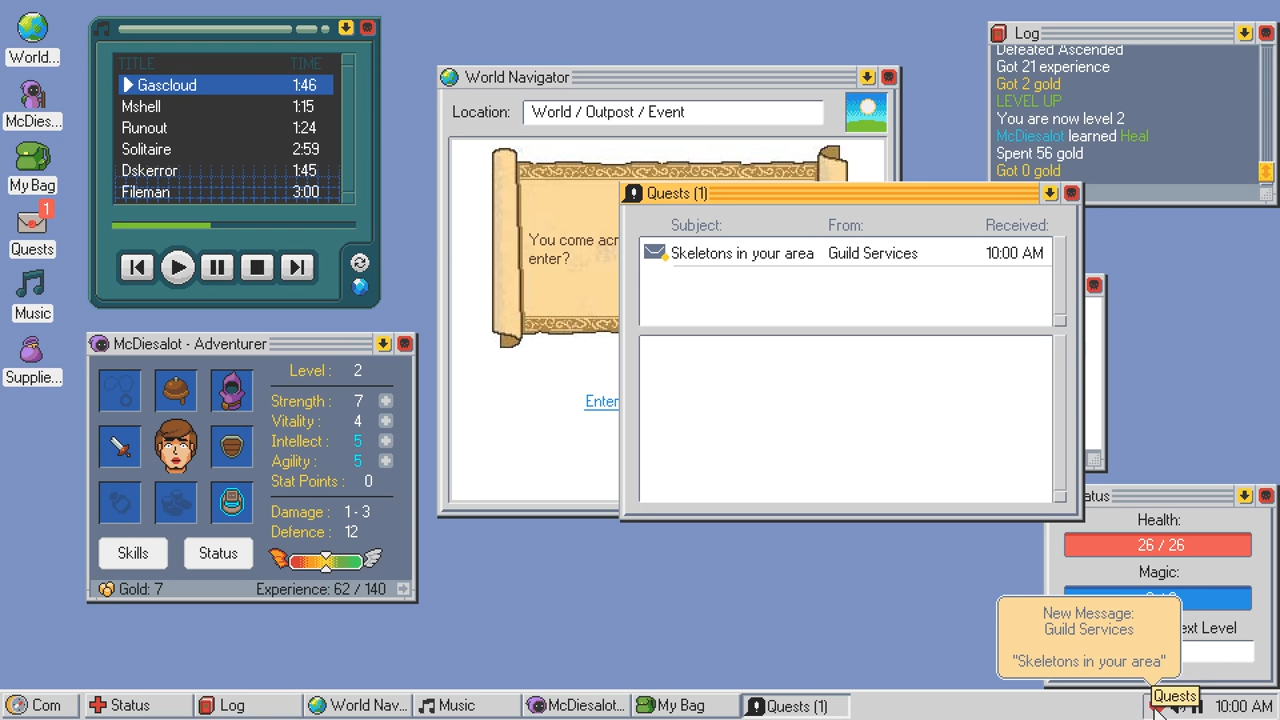 World...
McDies...
My Bag
1
Quests
Music
Supplie...
TITLE TIME
Gascloud 1:46
Mshell 1:15
Runout 1:24
Solitaire 2:59
Dskerror 1:45
Fileman 3:00
McDiesalot - Adventurer
Level : 2
Strength : 7
Vitality : 4
Intellect : 5
Agility : 5
Stat Points : 0
Damage : 1 - 3
Defence : 12
Skills Status
Gold: 7 Experience: 62 / 140
World Navigator
Location: World / Outpost / Event
You come acr
enter?
Enter
Quests (1)
Subject: From: Received:
Skeletons in your area Guild Services 10:00 AM
Log
Defeated Ascended
Got 21 experience
Got 2 gold
LEVEL UP
You are now level 2
McDiesalot learned Heal
Spent 56 gold
Got 0 gold
atus
Health:
26 / 26
Magic:
ext Level
New Message:
Guild Services
"Skeletons in your area"
Quests
Com Status Log World Nav... Music McDiesalot... My Bag Quests (1) 10:00 AM